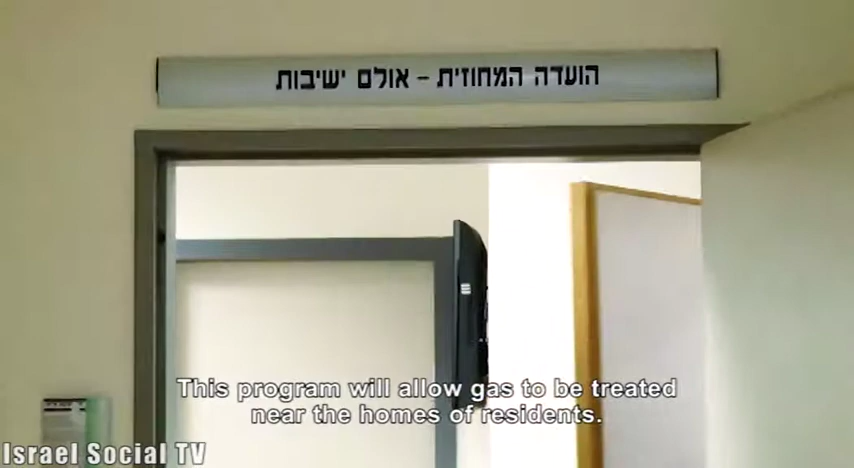 הועדה המחוזית - אולם ישיבות
This program will allow gas to be treated
near the homes of residents.
Israel Social TV